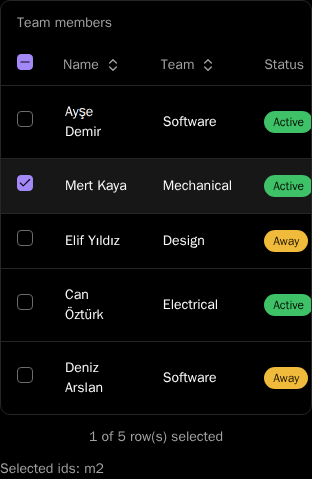 Team members
Name Team Status
Ayşe
Demir
Software Active
Mert Kaya Mechanical Active
Elif Yıldız Design Away
Can
Öztürk
Electrical Active
Deniz
Arslan
Software Away
1 of 5 row(s) selected
Selected ids: m2